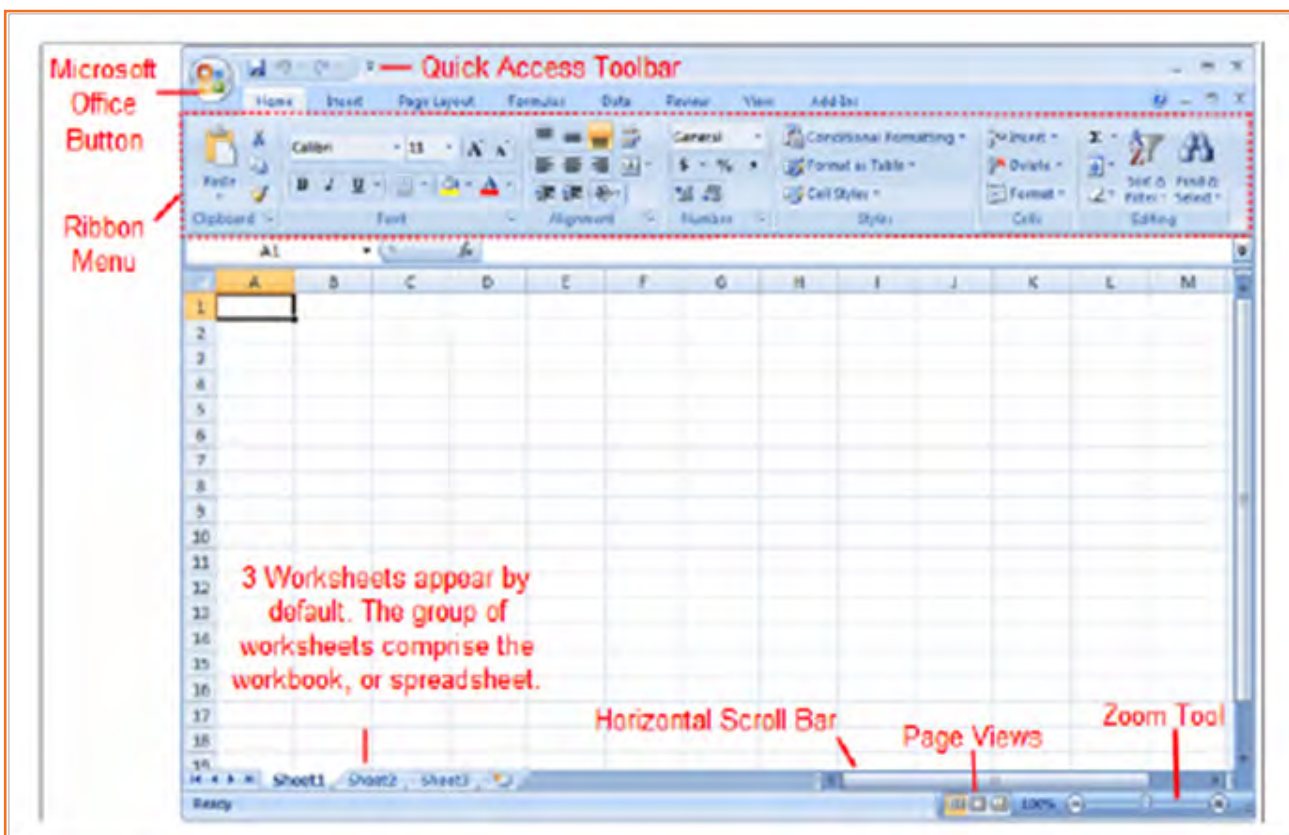 Microsoft
Office
Button
Quick Access Toolbar
Home Insert Page Layout Formulas Data Review View Add-Ins
Ribbon
Menu
Calibri 11
General
Conditional Formatting
Format as Table
Cell Styles
Insert
Delete
Format
Paste
B I U
$ %
Σ
Sort & Filter
Find & Select
Clipboard Font Alignment Number Styles Cells Editing
A1 fx
A B C D E F G H I J K L M
1
2
3
4
5
6
7
8
9
10
11
12
13
14
15
16
17
18
19
3 Worksheets appear by
default. The group of
worksheets comprise the
workbook, or spreadsheet.
Horizontal Scroll Bar
Page Views
Zoom Tool
Sheet1 Sheet2 Sheet3
Ready 100%